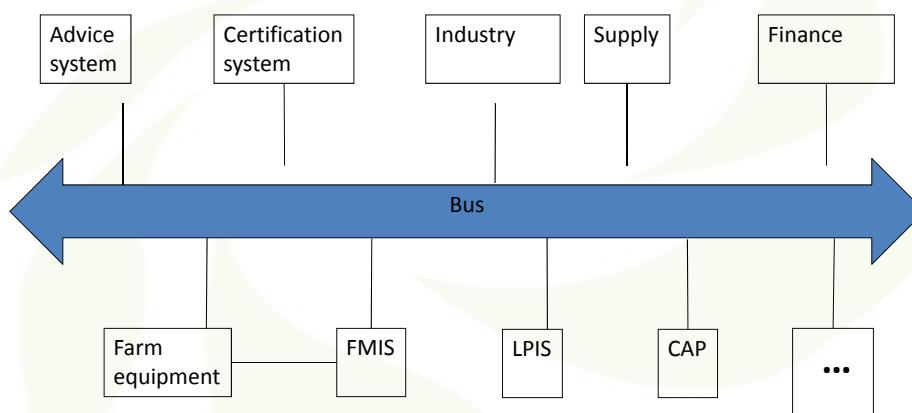 Advice
system
Certification
system
Industry
Supply
Finance
Bus
Farm
equipment
FMIS
LPIS
CAP
...